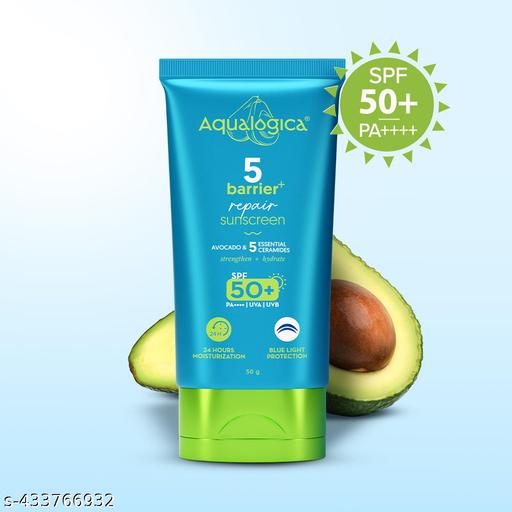 Aqualogica®
5
barrier+
repair
sunscreen
AVOCADO & 5 ESSENTIAL CERAMIDES
strengthen + hydrate
SPF
50+
PA++++ | UVA | UVB
24H
24 HOURS
MOISTURIZATION
BLUE LIGHT
PROTECTION
50 g
SPF
50+
PA++++
s-433766932